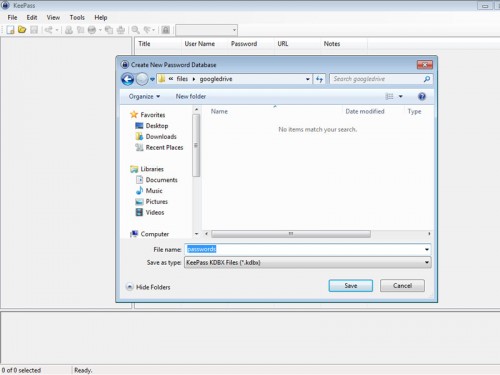 KeePass
File Edit View Tools Help
Title User Name Password URL Notes
Create New Password Database
« files googledrive
Search googledrive
Organize New folder
Favorites
Desktop
Downloads
Recent Places
Libraries
Documents
Music
Pictures
Videos
Computer
Name Date modified Type
No items match your search.
File name: passwords
Save as type: KeePass KDBX Files (*.kdbx)
Hide Folders Save Cancel
0 of 0 selected Ready.